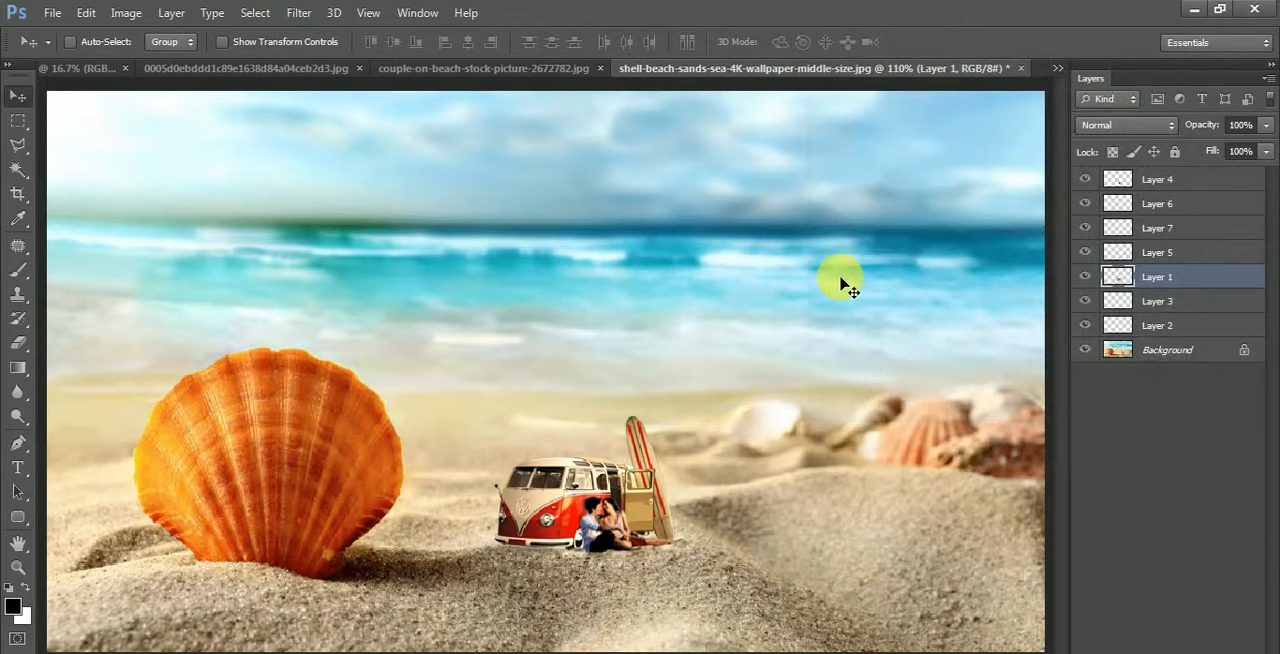 Ps File Edit Image Layer Type Select Filter 3D View Window Help
Auto-Select: Group Show Transform Controls 3D Mode: Essentials
@ 16.7% (RGB... × 0005d0ebddd1c89e1638d84a04ceb2d3.jpg × couple-on-beach-stock-picture-2672782.jpg × shell-beach-sands-sea-4K-wallpaper-middle-size.jpg @ 110% (Layer 1, RGB/8#) * ×
Layers
Kind
Normal Opacity: 100%
Lock: Fill: 100%
Layer 4
Layer 6
Layer 7
Layer 5
Layer 1
Layer 3
Layer 2
Background